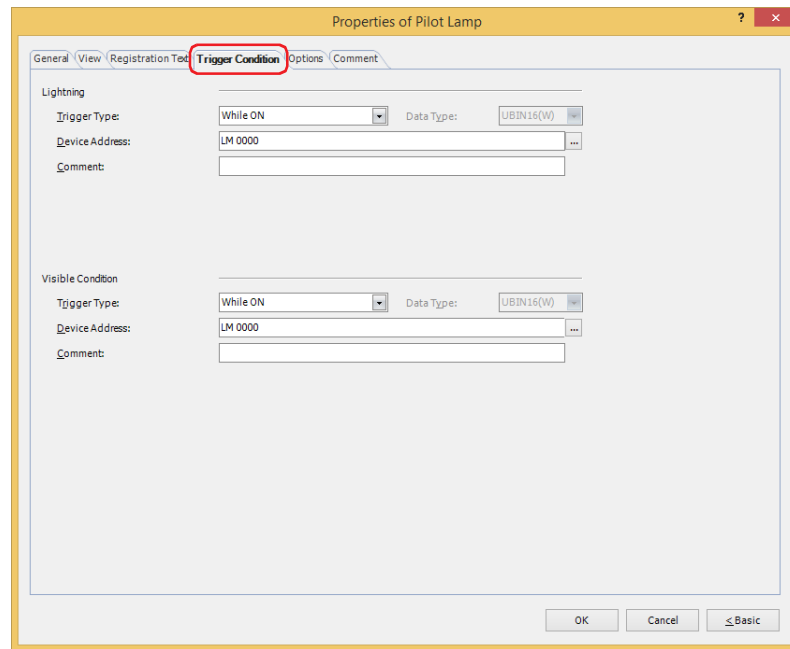 Properties of Pilot Lamp ? ×
General View Registration Text Trigger Condition Options Comment
Lightning
Trigger Type: While ON Data Type: UBIN16(W)
Device Address: LM 0000 ...
Comment:
Visible Condition
Trigger Type: While ON Data Type: UBIN16(W)
Device Address: LM 0000 ...
Comment:
OK Cancel < Basic